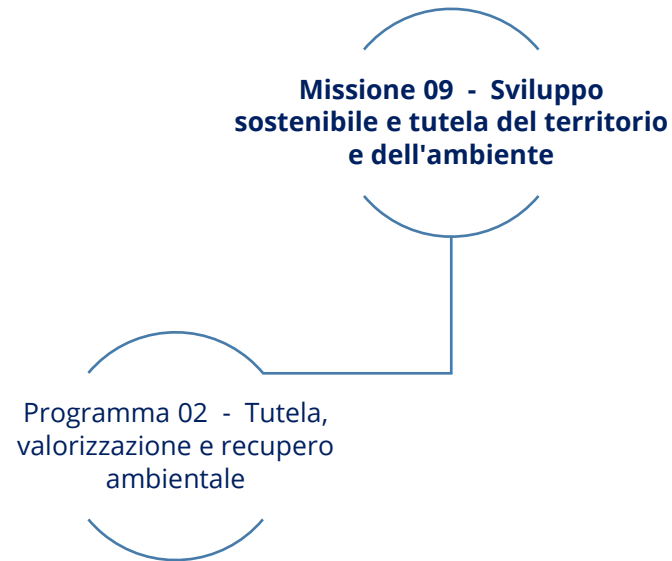 Missione 09 - Sviluppo
sostenibile e tutela del territorio
e dell'ambiente
Programma 02 - Tutela,
valorizzazione e recupero
ambientale